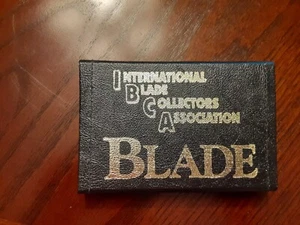 INTERNATIONAL
BLADE
COLLECTORS
ASSOCIATION
BLADE